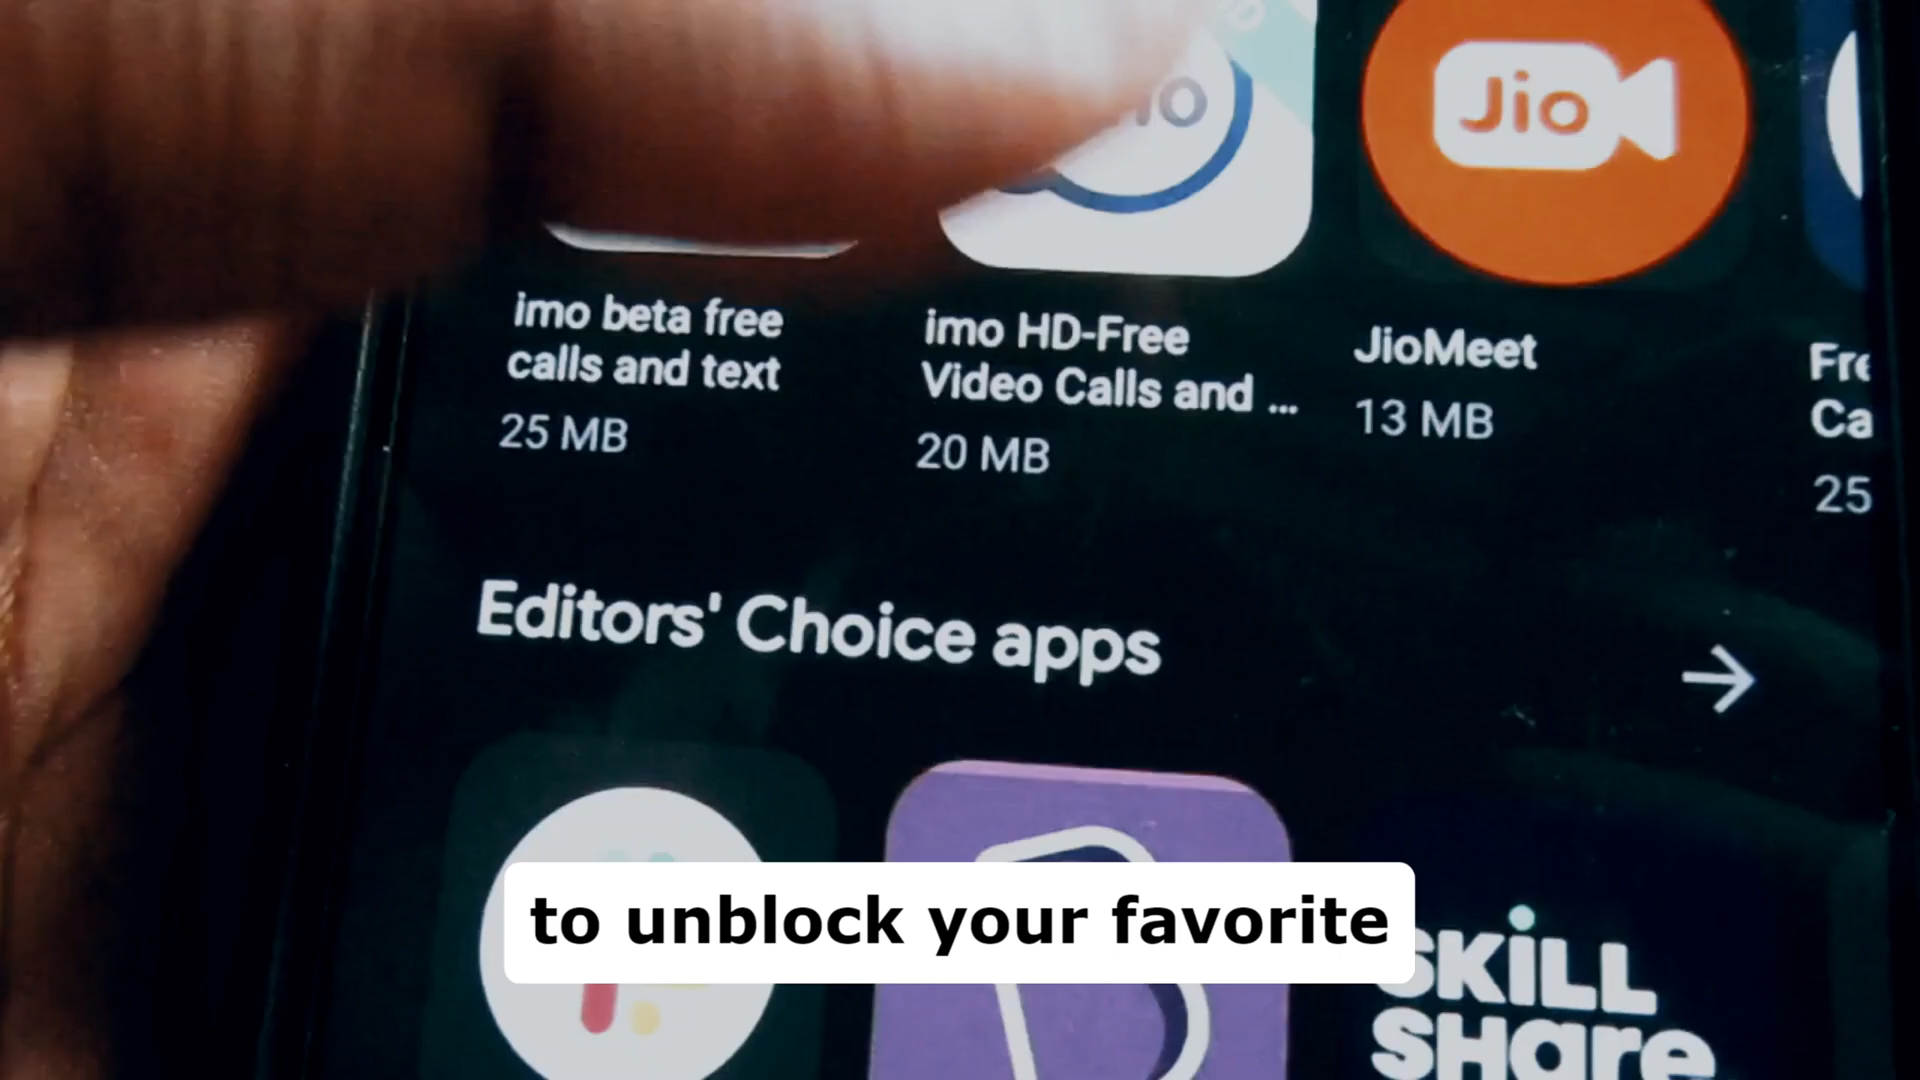 Jio
imo beta free
calls and text
25 MB
imo HD-Free
Video Calls and ...
20 MB
JioMeet
13 MB
25
Editors' Choice apps
to unblock your favorite
SKILL
SHare